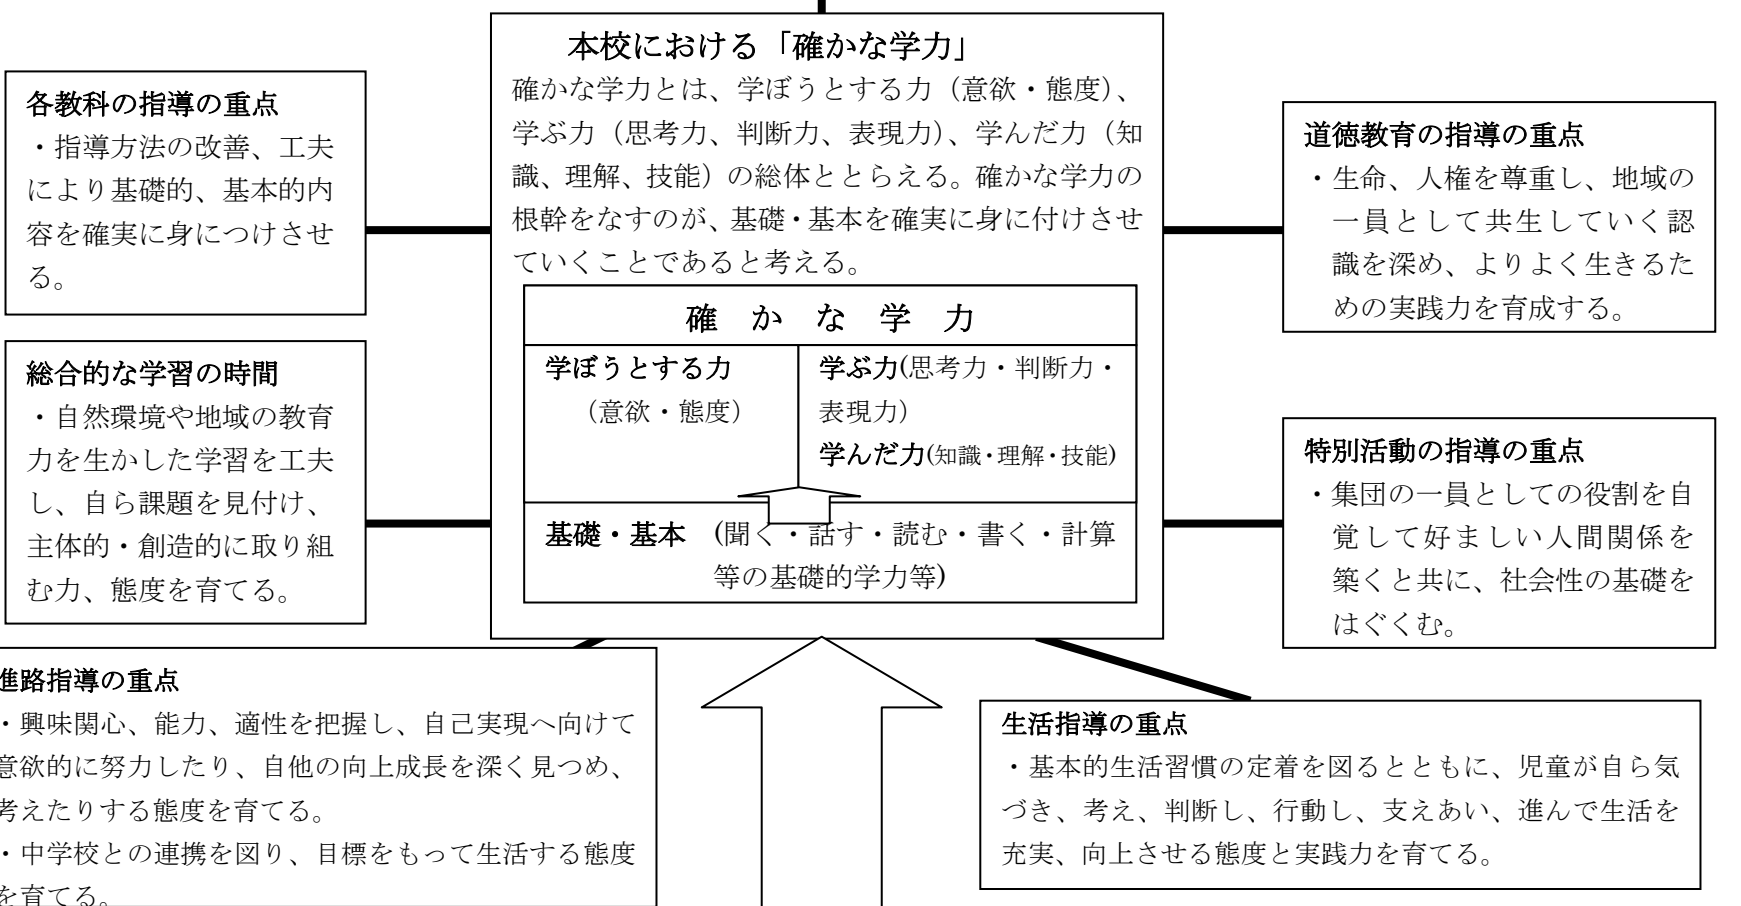 本校における「確かな学力」
確かな学力とは、学ぼうとする力（意欲・態度）、
学ぶ力（思考力、判断力、表現力）、学んだ力（知
識、理解、技能）の総体ととらえる。確かな学力の
根幹をなすのが、基礎・基本を確実に身に付けさせ
ていくことであると考える。
確 か な 学 力
学ぼうとする力
（意欲・態度）
学ぶ力(思考力・判断力・
表現力）
学んだ力(知識・理解・技能)
基礎・基本 (聞く・話す・読む・書く・計算
等の基礎的学力等)
各教科の指導の重点
・指導方法の改善、工夫
により基礎的、基本的内
容を確実に身につけさせ
る。
総合的な学習の時間
・自然環境や地域の教育
力を生かした学習を工夫
し、自ら課題を見付け、
主体的・創造的に取り組
む力、態度を育てる。
道徳教育の指導の重点
・生命、人権を尊重し、地域の
一員として共生していく認
識を深め、よりよく生きるた
めの実践力を育成する。
特別活動の指導の重点
・集団の一員としての役割を自
覚して好ましい人間関係を
築くと共に、社会性の基礎を
はぐくむ。
進路指導の重点
・興味関心、能力、適性を把握し、自己実現へ向けて
意欲的に努力したり、自他の向上成長を深く見つめ、
考えたりする態度を育てる。
・中学校との連携を図り、目標をもって生活する態度
を育てる。
生活指導の重点
・基本的生活習慣の定着を図るとともに、児童が自ら気
づき、考え、判断し、行動し、支えあい、進んで生活を
充実、向上させる態度と実践力を育てる。